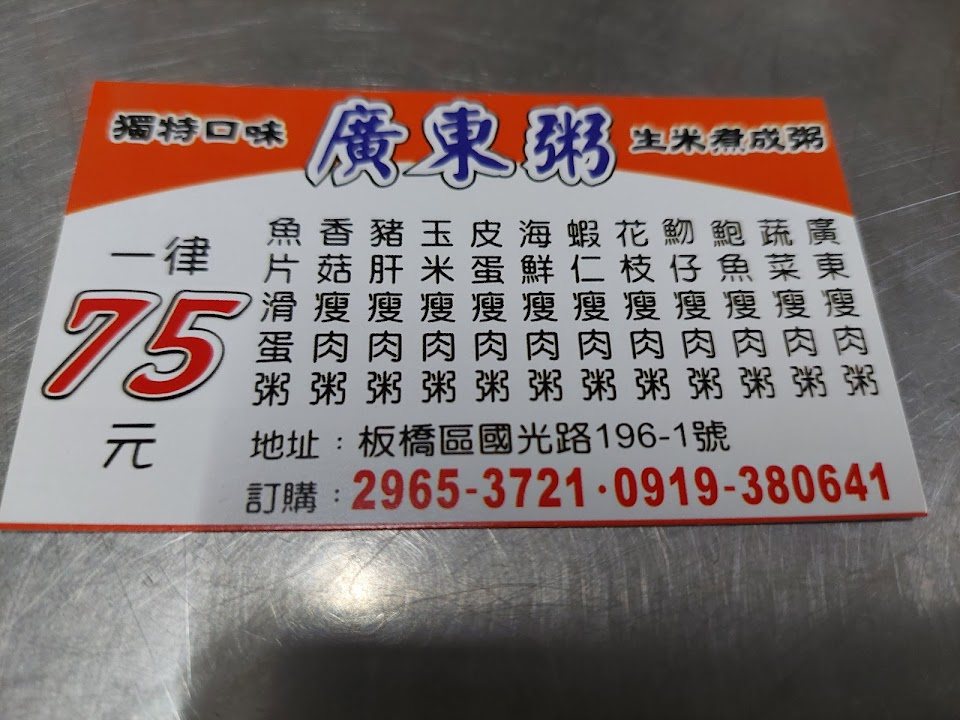 獨特口味
廣東粥
生米煮成粥
廣東瘦肉粥
蔬菜瘦肉粥
鮑魚瘦肉粥
魩仔瘦肉粥
花枝瘦肉粥
蝦仁瘦肉粥
海鮮瘦肉粥
皮蛋瘦肉粥
玉米瘦肉粥
豬肝瘦肉粥
香菇瘦肉粥
魚片滑蛋粥
一律
75
元
地址：板橋區國光路196-1號
訂購：2965-3721·0919-380641